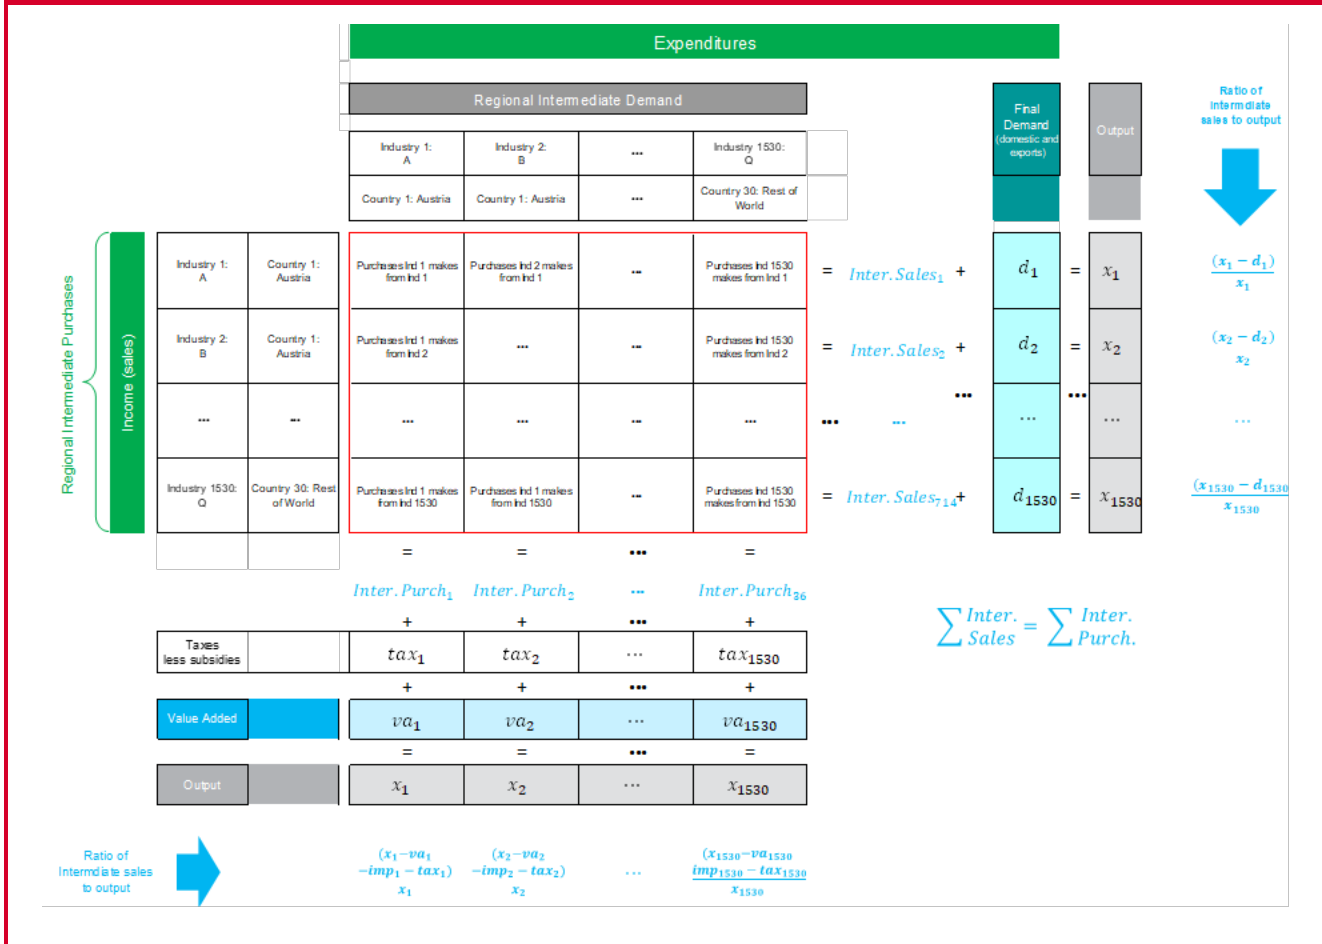 Expenditures
Regional Intermediate Demand
Final
Demand
(domestic and
exports)
Output
Ratio of
Intermdiate
sales to output
Industry 1:
A
Industry 2:
B
...
Industry 1530:
Q
Country 1: Austria
Country 1: Austria
...
Country 30: Rest of
World
Regional Intermediate Purchases
Income (sales)
Industry 1:
A
Country 1:
Austria
Purchases Ind 1 makes
from Ind 1
Purchases Ind 2 makes
from Ind 1
...
Purchases Ind 1530
makes from Ind 1
= Inter.Sales₁ + d₁ = x₁
(x₁ − d₁)
x₁
Industry 2:
B
Country 1:
Austria
Purchases Ind 1 makes
from Ind 2
...
...
Purchases Ind 1530
makes from Ind 2
= Inter.Sales₂ + d₂ = x₂
(x₂ − d₂)
x₂
... ... ... ... ... ... ... ... ... ... ... ... ...
Industry 1530:
Q
Country 30: Rest
of World
Purchases Ind 1 makes
from Ind 1530
Purchases Ind 1 makes
from Ind 1530
...
Purchases Ind 1530
makes from Ind 1530
= Inter.Sales₇₁₄ + d₁₅₃₀ = x₁₅₃₀
(x₁₅₃₀ − d₁₅₃₀
x₁₅₃₀
= = ... =
Inter.Purch₁ Inter.Purch₂ ... Inter.Purch₃₆
∑ Inter. = ∑ Inter.
Sales Purch.
+ + ... +
Taxes
less subsidies
tax₁ tax₂ ... tax₁₅₃₀
+ + ... +
Value Added va₁ va₂ ... va₁₅₃₀
= = ... =
Output x₁ x₂ ... x₁₅₃₀
Ratio of
Intermdiate sales
to output
(x₁−va₁
−imp₁ − tax₁)
x₁
(x₂−va₂
−imp₂ − tax₂)
x₂
...
(x₁₅₃₀−va₁₅₃₀
imp₁₅₃₀ − tax₁₅₃₀
x₁₅₃₀